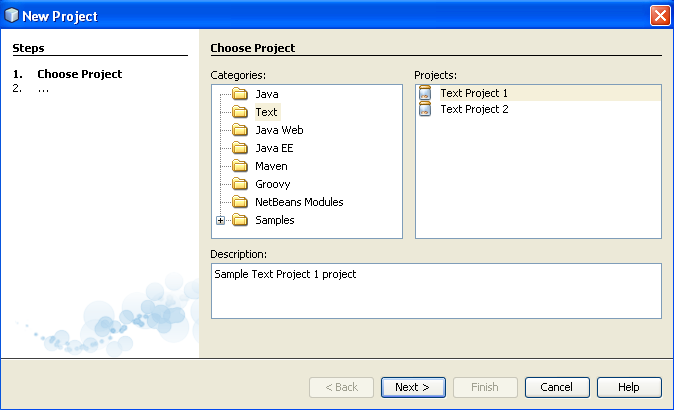 New Project
Steps
1. Choose Project
2. ...
Choose Project
Categories:
Java
Text
Java Web
Java EE
Maven
Groovy
NetBeans Modules
Samples
Projects:
Text Project 1
Text Project 2
Description:
Sample Text Project 1 project
< Back
Next >
Finish
Cancel
Help